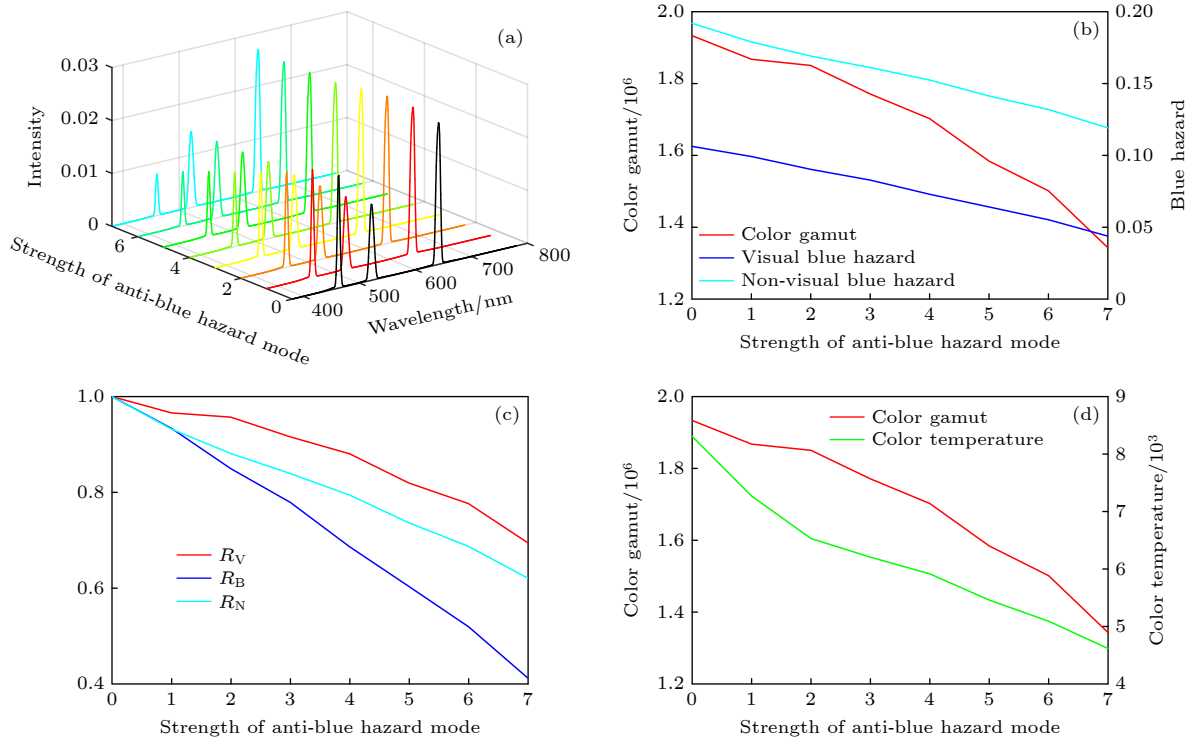 (a)
0.03
0.02
0.01
0
Intensity
6
4
2
0
Strength of anti-blue hazard mode
400
500
600
700
800
Wavelength/nm
(b)
2.0
1.8
1.6
1.4
1.2
Color gamut/10⁶
0.20
0.15
0.10
0.05
0
Blue hazard
Color gamut
Visual blue hazard
Non-visual blue hazard
0 1 2 3 4 5 6 7
Strength of anti-blue hazard mode
(c)
1.0
0.8
0.6
0.4
R_V
R_B
R_N
0 1 2 3 4 5 6 7
Strength of anti-blue hazard mode
(d)
2.0
1.8
1.6
1.4
1.2
Color gamut/10⁶
9
8
7
6
5
4
Color temperature/10³
Color gamut
Color temperature
0 1 2 3 4 5 6 7
Strength of anti-blue hazard mode